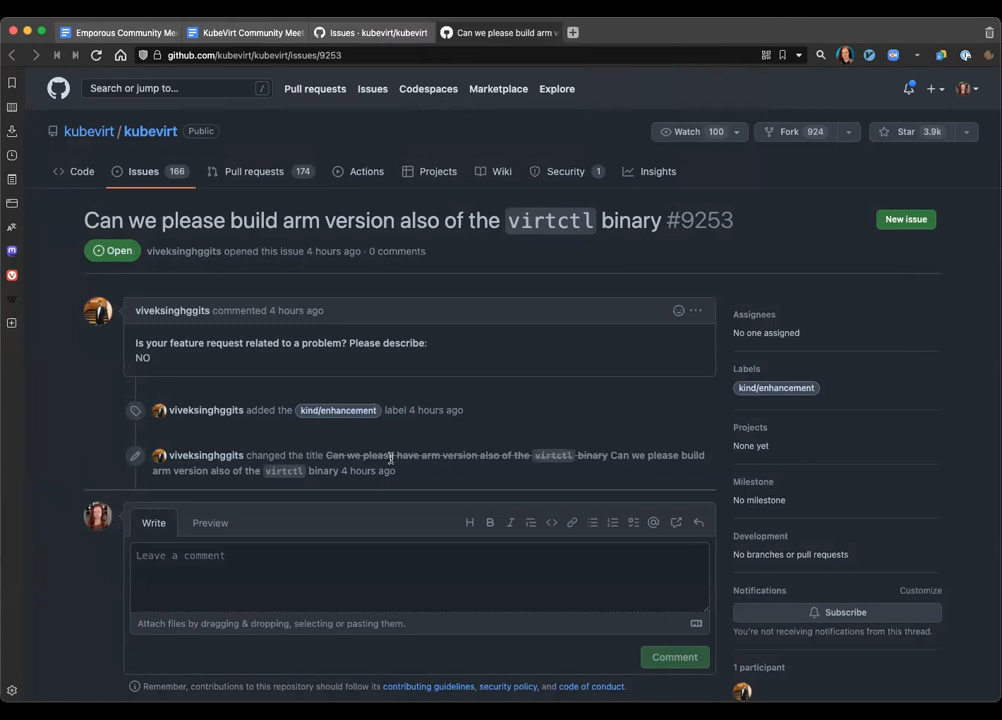 Emporous Community Mee
KubeVirt Community Meet
Issues · kubevirt/kubevirt
Can we please build arm v
github.com/kubevirt/kubevirt/issues/9253
Search or jump to...
/
Pull requests
Issues
Codespaces
Marketplace
Explore
kubevirt / kubevirt
Public
Watch 100
Fork 924
Star 3.9k
Code
Issues 166
Pull requests 174
Actions
Projects
Wiki
Security 1
Insights
Can we please build arm version also of the virtctl binary #9253
New issue
Open
viveksinghggits opened this issue 4 hours ago · 0 comments
viveksinghggits commented 4 hours ago
Is your feature request related to a problem? Please describe:
NO
viveksinghggits added the kind/enhancement label 4 hours ago
viveksinghggits changed the title Can we please have arm version also of the virtctl binary Can we please build
arm version also of the virtctl binary 4 hours ago
Write
Preview
Leave a comment
Attach files by dragging & dropping, selecting or pasting them.
Comment
Remember, contributions to this repository should follow its contributing guidelines, security policy, and code of conduct.
Assignees
No one assigned
Labels
kind/enhancement
Projects
None yet
Milestone
No milestone
Development
No branches or pull requests
Notifications
Customize
Subscribe
You're not receiving notifications from this thread.
1 participant